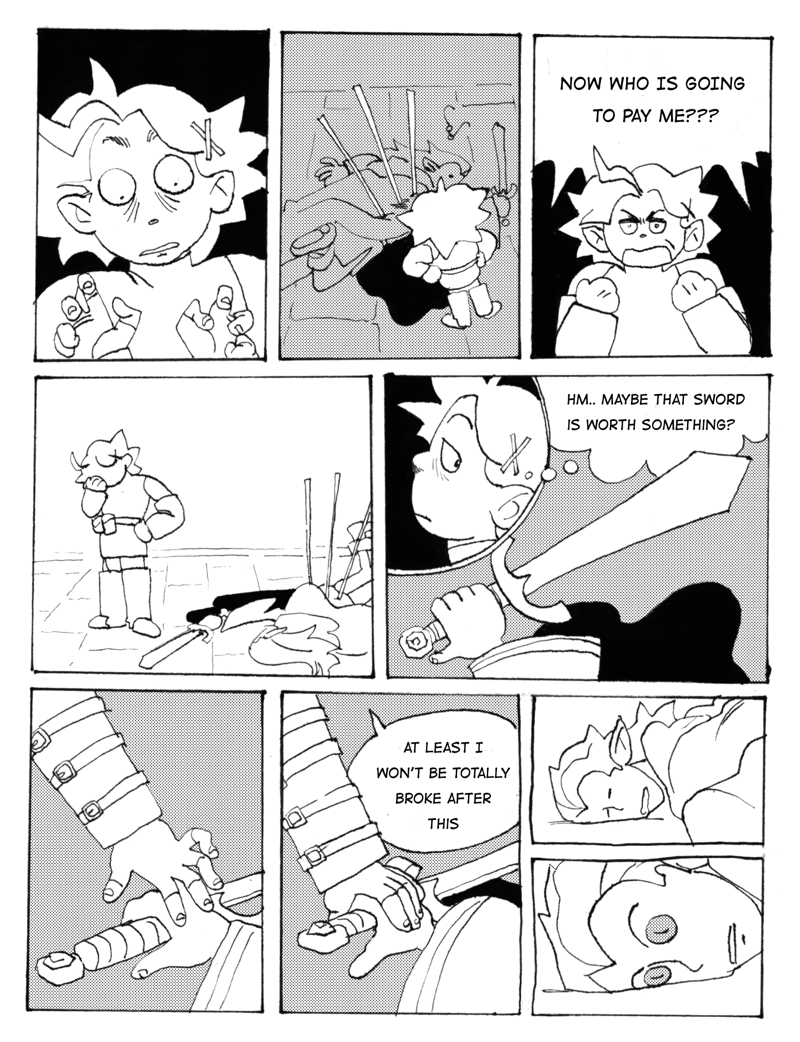 NOW WHO IS GOING
TO PAY ME???
HM.. MAYBE THAT SWORD
IS WORTH SOMETHING?
AT LEAST I
WON'T BE TOTALLY
BROKE AFTER
THIS